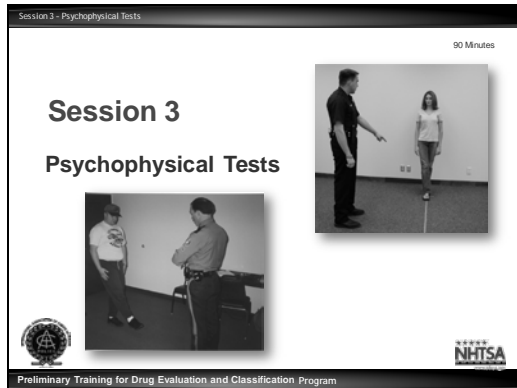 Session 3 - Psychophysical Tests
90 Minutes
Session 3
Psychophysical Tests
NHTSA
Preliminary Training for Drug Evaluation and Classification Program